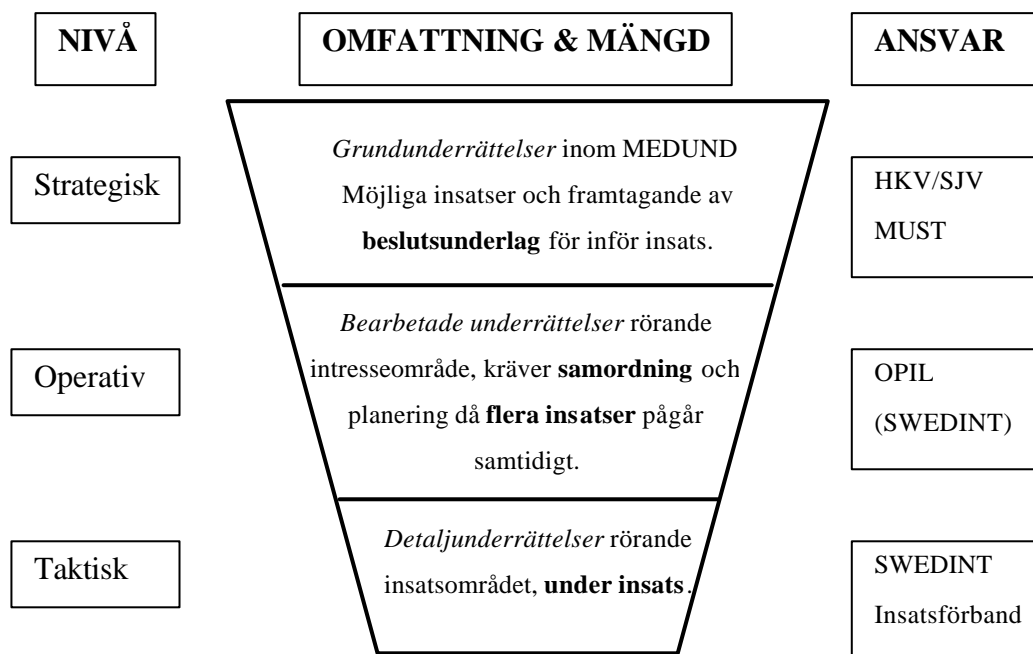 NIVÅ
OMFATTNING & MÄNGD
ANSVAR
Strategisk
Grundunderrättelser inom MEDUND
Möjliga insatser och framtagande av
beslutsunderlag för inför insats.
HKV/SJV
MUST
Operativ
Bearbetade underrättelser rörande
intresseområde, kräver samordning och
planering då flera insatser pågår
samtidigt.
OPIL
(SWEDINT)
Taktisk
Detaljunderrättelser rörande
insatsområdet, under insats.
SWEDINT
Insatsförband